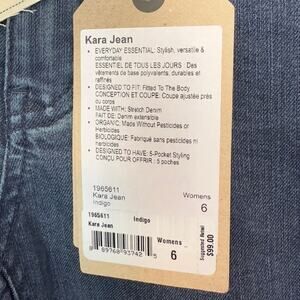 Kara Jean
• EVERYDAY ESSENTIAL: Stylish, versatile &
comfortable
ESSENTIEL DE TOUS LES JOURS : Des
vêtements de base polyvalents, durables et
raffinés
• DESIGNED TO FIT: Fitted To The Body
CONCEPTION ET COUPE: Coupe ajustée près
du corps
• MADE WITH: Stretch Denim
FAIT DE: Denim extensible
• ORGANIC: Made Without Pesticides or
Herbicides
BIOLOGIQUE: Fabriqué sans pesticides ni
herbicides
• DESIGNED TO HAVE: 5-Pocket Styling
CONÇU POUR OFFRIR : 5 poches
1965611
Kara Jean
Indigo
Womens
6
1965611
Indigo
Kara Jean
Womens
6
8 89768 93742 5
Suggested Retail
$99.00